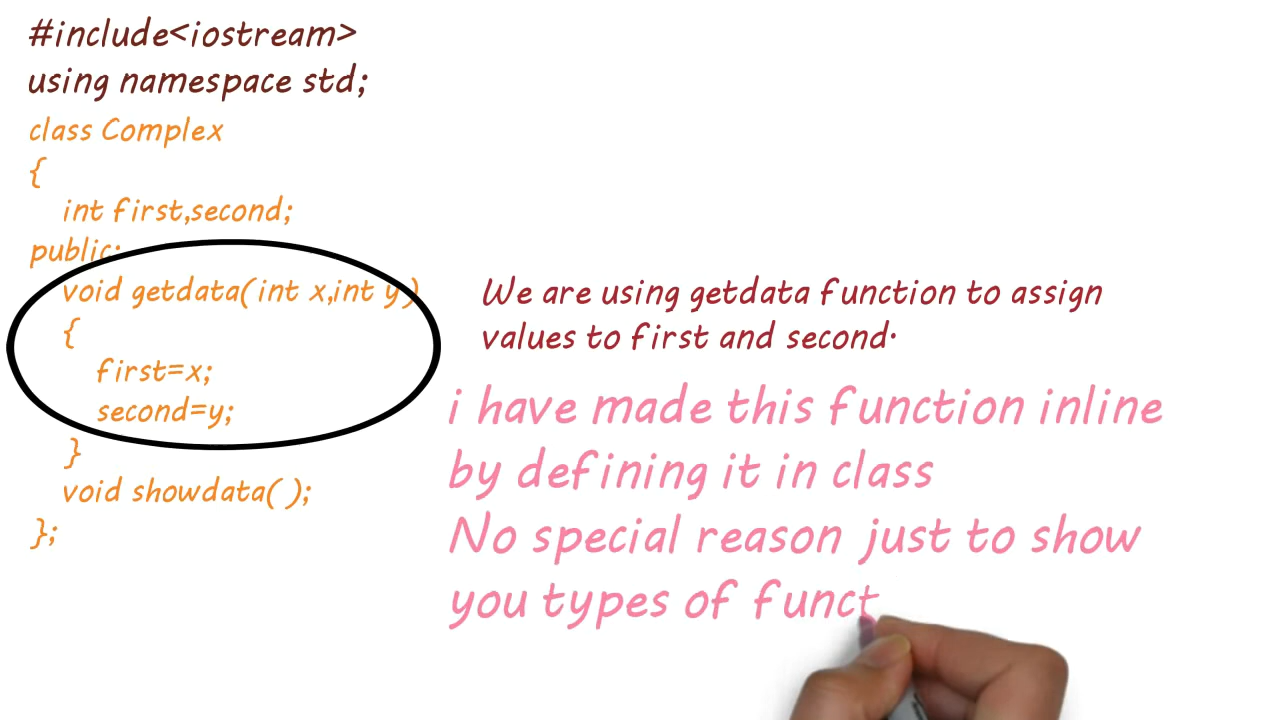 #include<iostream>
using namespace std;
class Complex
{
int first,second;
public:
void getdata(int x,int y)
{
first=x;
second=y;
}
void showdata( );
};
We are using getdata function to assign
values to first and second.
i have made this function inline
by defining it in class
No special reason just to show
you types of funct